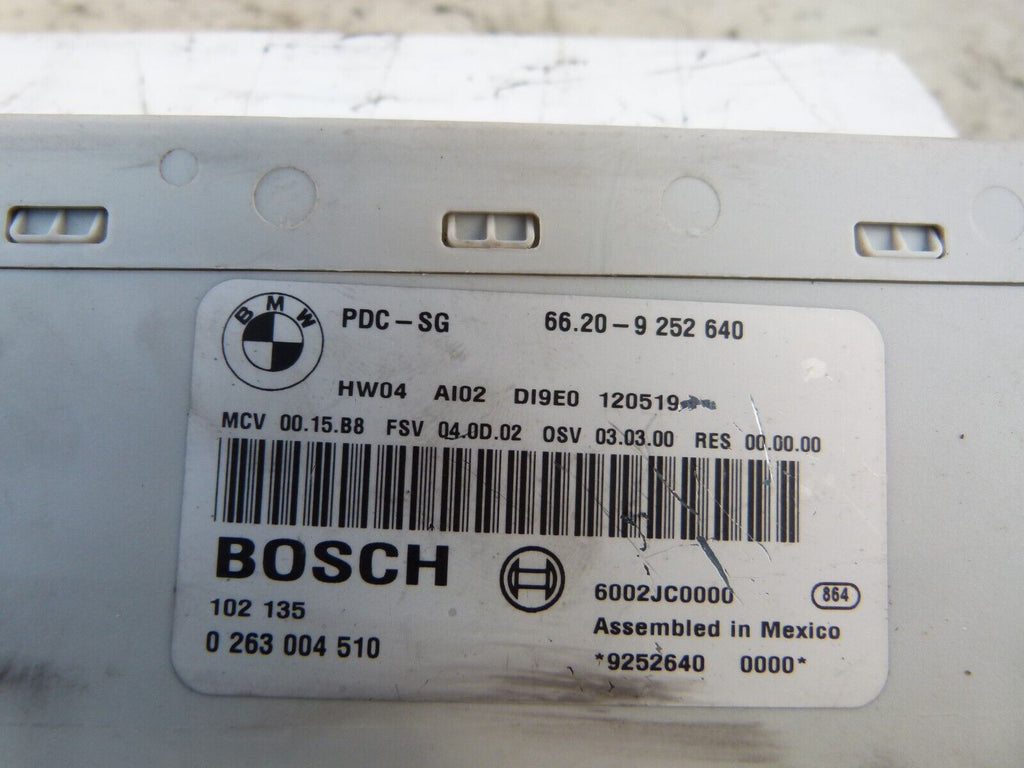 BMW PDC-SG 66.20-9 252 640
HW04 AI02 DI9E0 120519
MCV 00.15.B8 FSV 04.0D.02 OSV 03.03.00 RES 00.00.00
BOSCH
102 135
0 263 004 510
6002JC0000 864
Assembled in Mexico
*9252640 0000*